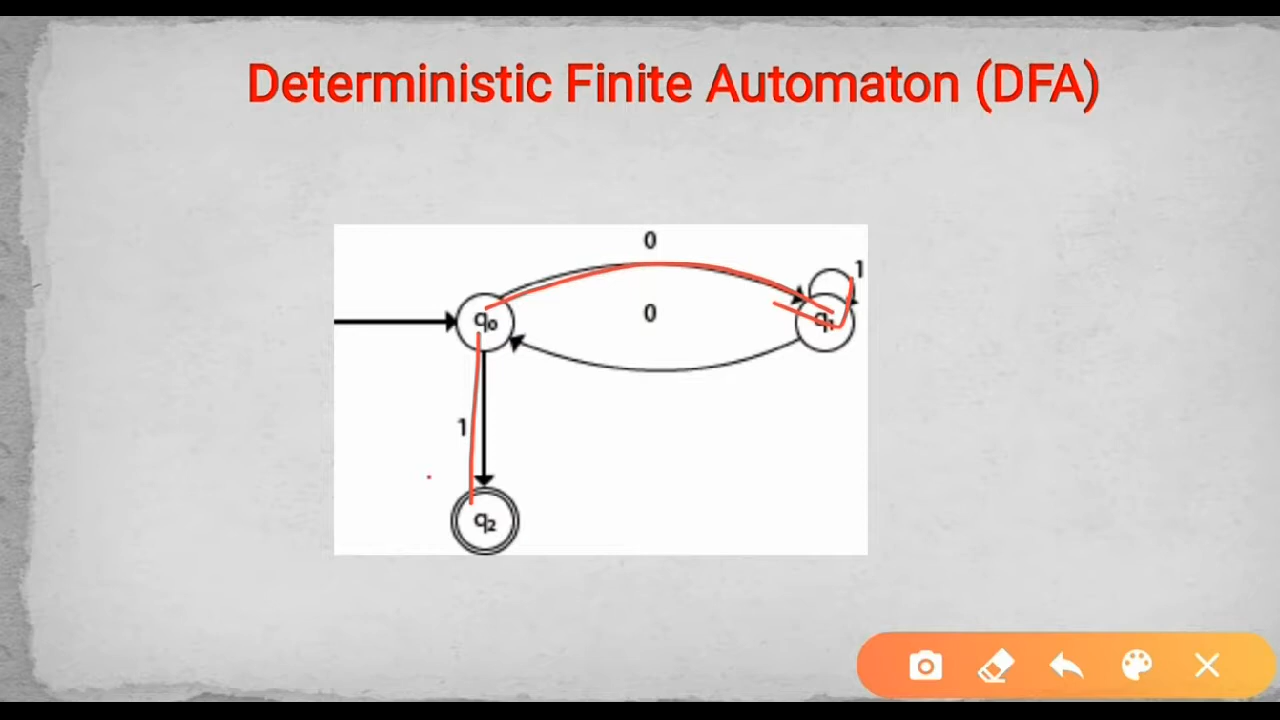 Deterministic Finite Automaton (DFA)
0
1
q₀
0
q₁
1
q₂